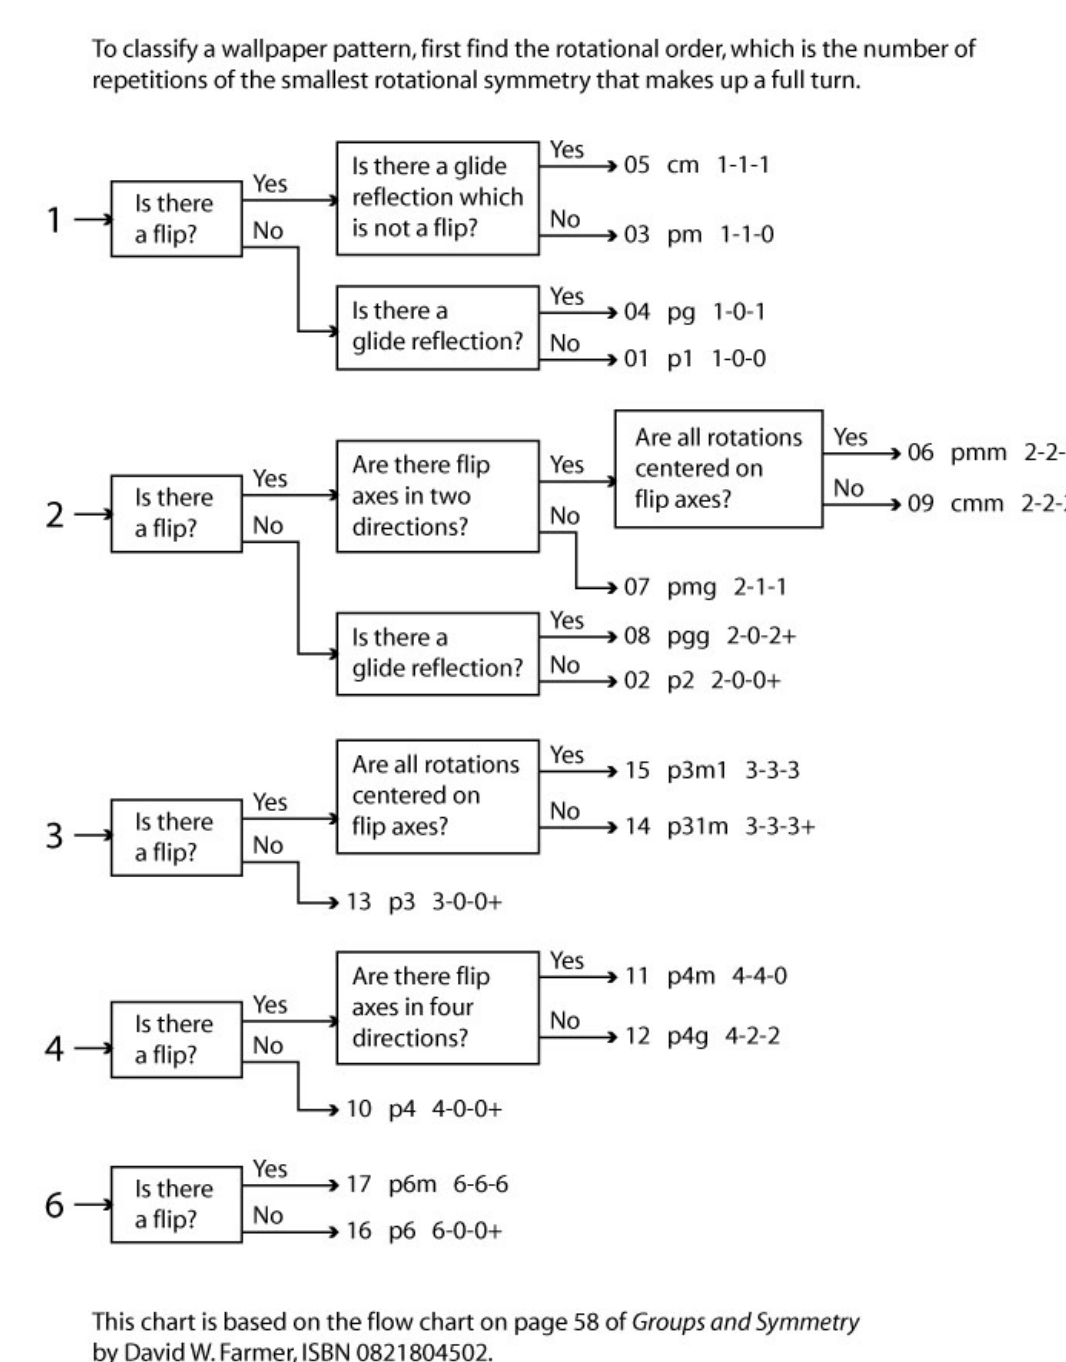 To classify a wallpaper pattern, first find the rotational order, which is the number of
repetitions of the smallest rotational symmetry that makes up a full turn.
1
Is there
a flip?
Yes
No
Is there a glide
reflection which
is not a flip?
Yes
05 cm 1-1-1
No
03 pm 1-1-0
Is there a
glide reflection?
Yes
04 pg 1-0-1
No
01 p1 1-0-0
2
Is there
a flip?
Yes
No
Are there flip
axes in two
directions?
Yes
No
Are all rotations
centered on
flip axes?
Yes
06 pmm 2-2-
No
09 cmm 2-2-
07 pmg 2-1-1
Is there a
glide reflection?
Yes
08 pgg 2-0-2+
No
02 p2 2-0-0+
3
Is there
a flip?
Yes
No
Are all rotations
centered on
flip axes?
Yes
15 p3m1 3-3-3
No
14 p31m 3-3-3+
13 p3 3-0-0+
4
Is there
a flip?
Yes
No
Are there flip
axes in four
directions?
Yes
11 p4m 4-4-0
No
12 p4g 4-2-2
10 p4 4-0-0+
6
Is there
a flip?
Yes
17 p6m 6-6-6
No
16 p6 6-0-0+
This chart is based on the flow chart on page 58 of Groups and Symmetry
by David W. Farmer, ISBN 0821804502.